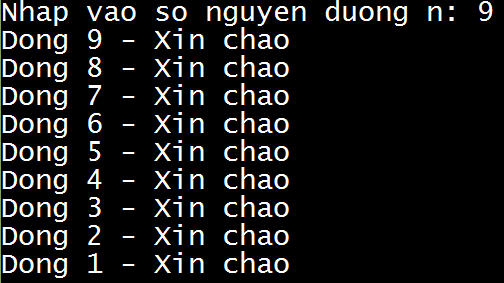 Nhap vao so nguyen duong n: 9
Dong 9 - Xin chao
Dong 8 - Xin chao
Dong 7 - Xin chao
Dong 6 - Xin chao
Dong 5 - Xin chao
Dong 4 - Xin chao
Dong 3 - Xin chao
Dong 2 - Xin chao
Dong 1 - Xin chao